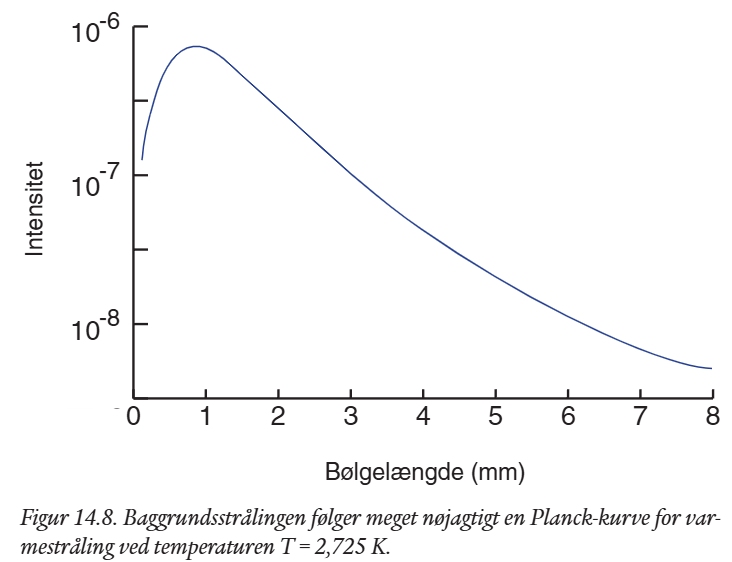 10-6
10-7
10-8
Intensitet
0 1 2 3 4 5 6 7 8
Bølgelængde (mm)
Figur 14.8. Baggrundsstrålingen følger meget nøjagtigt en Planck-kurve for var-
mestråling ved temperaturen T = 2,725 K.